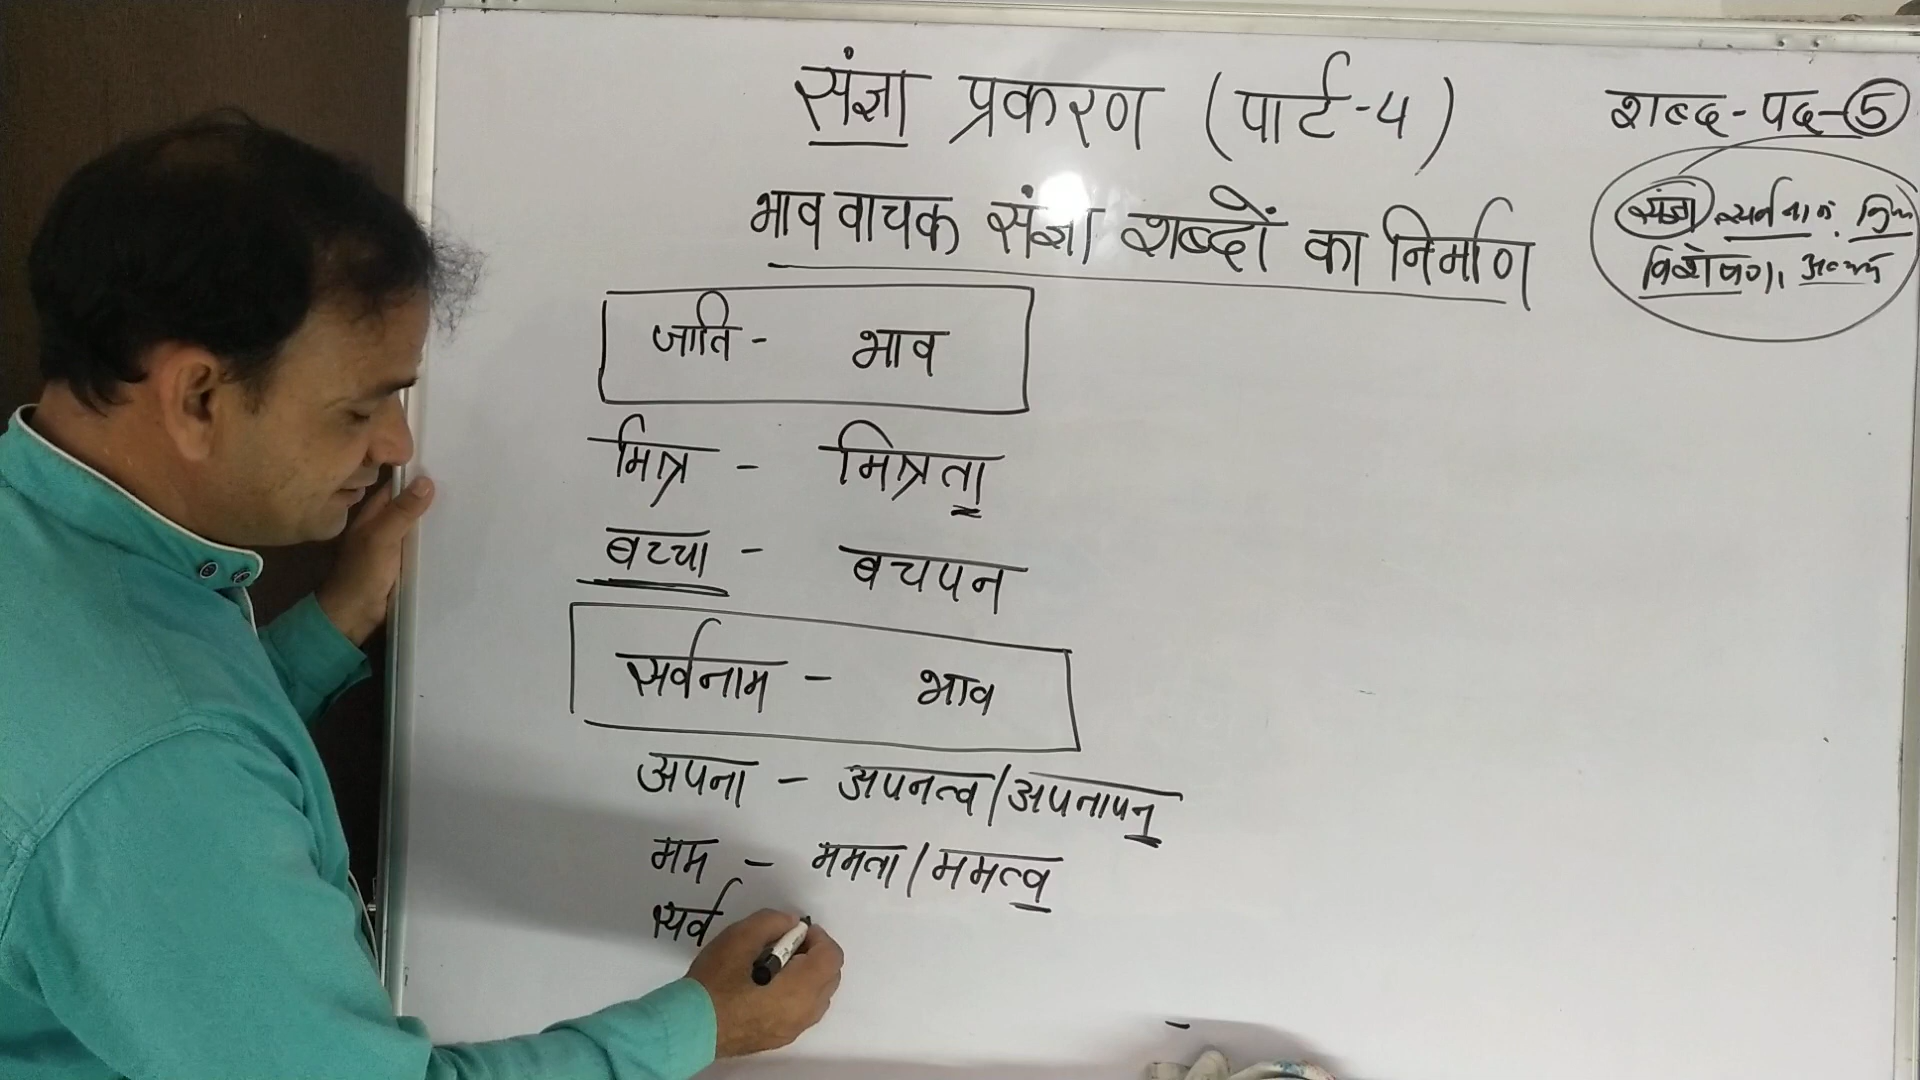 संज्ञा प्रकरण (पार्ट-4)
शब्द-पद-5
संज्ञा सर्वनाम, क्रिया
विशेषण, अव्यय
भाववाचक संज्ञा शब्दों का निर्माण
जाति - भाव
मित्र - मित्रता
बच्चा - बचपन
सर्वनाम - भाव
अपना - अपनत्व/अपनापन
मम - ममता/ममत्व
सर्व